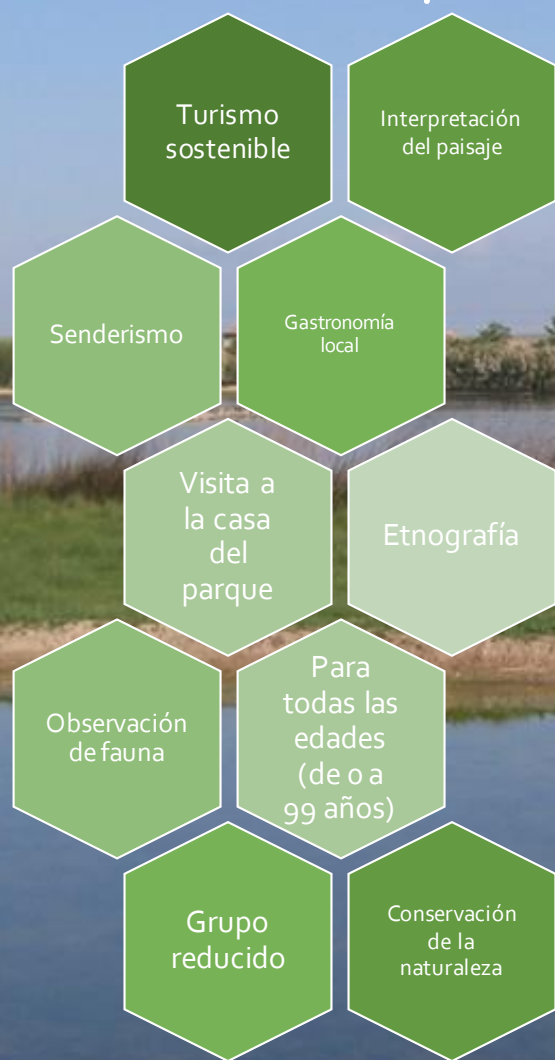 Turismo
sostenible
Interpretación
del paisaje
Senderismo
Gastronomía
local
Visita a
la casa
del
parque
Etnografía
Observación
de fauna
Para
todas las
edades
(de 0 a
99 años)
Grupo
reducido
Conservación
de la
naturaleza